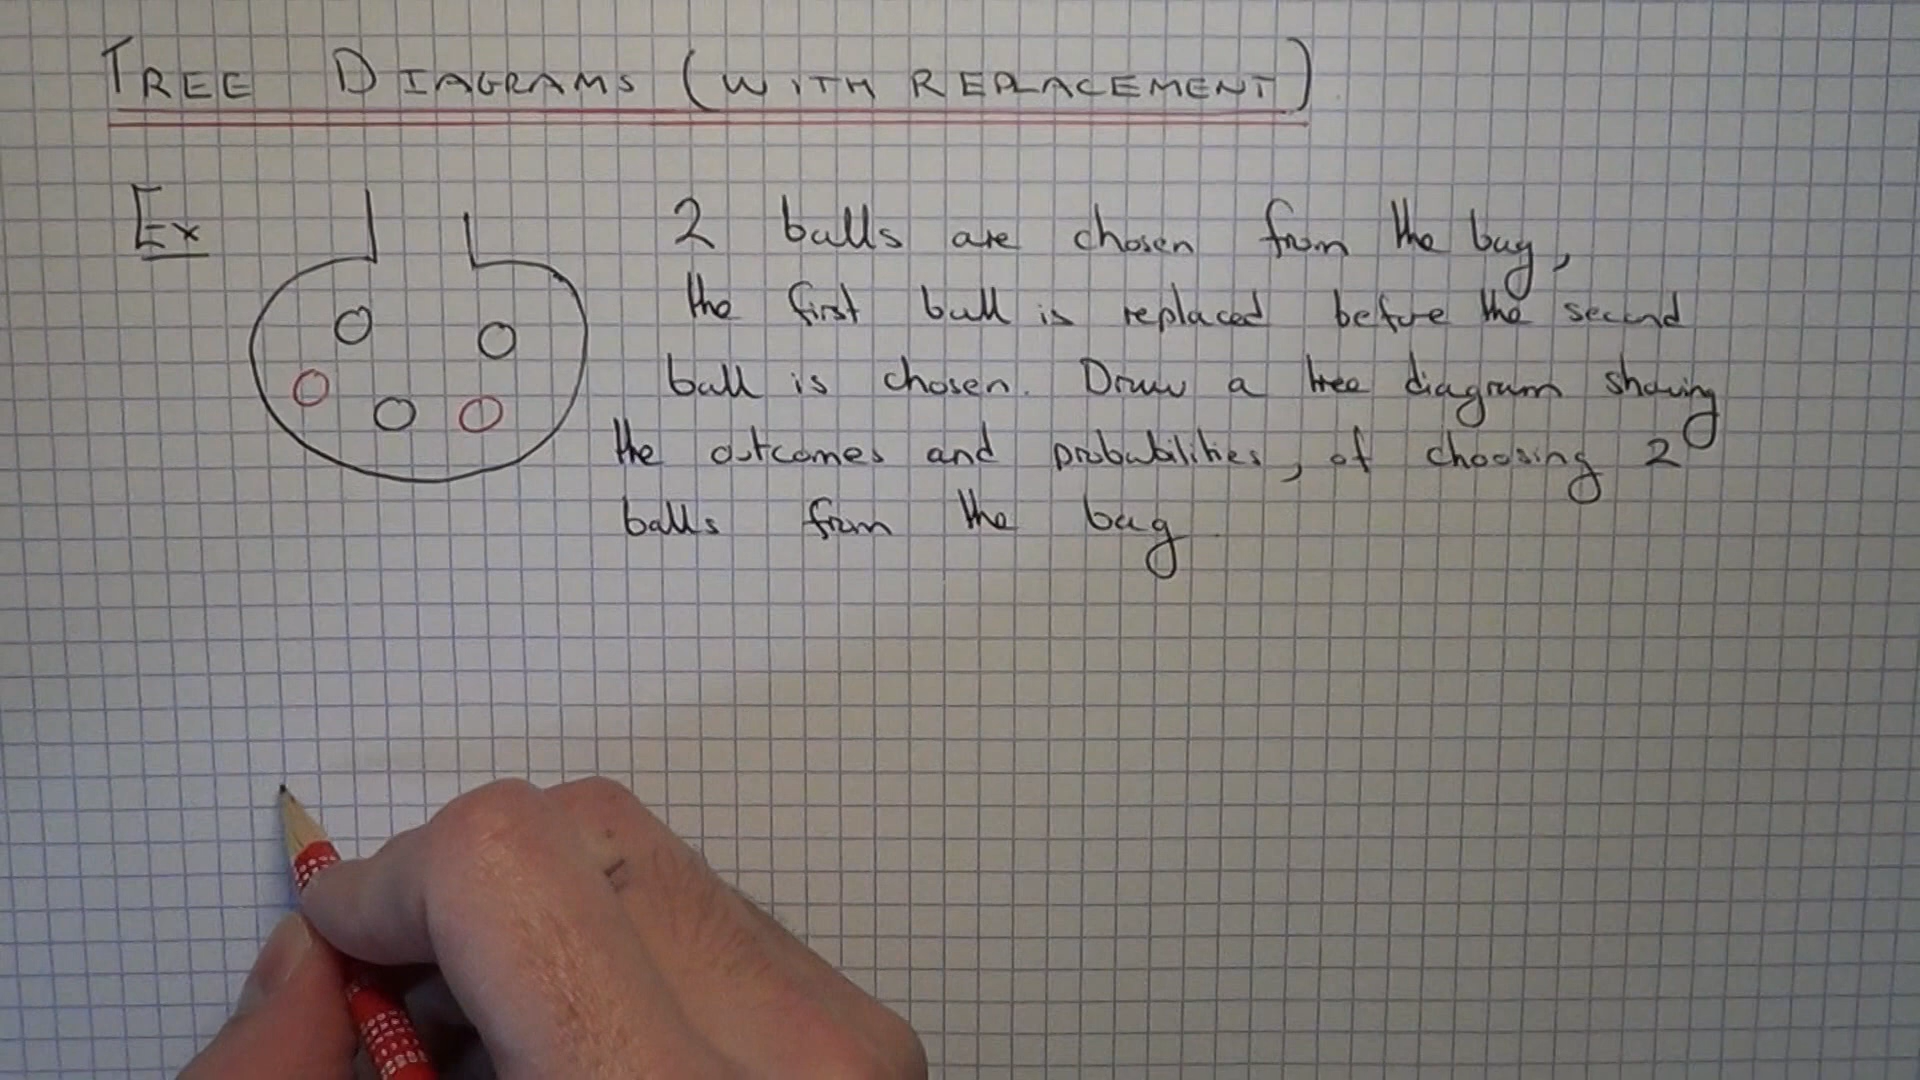 TREE DIAGRAMS (WITH REPLACEMENT)
Ex
2 balls are chosen from the bag,
the first ball is replaced before the second
ball is chosen. Draw a tree diagram showing
the outcomes and probabilities, of choosing 2
balls from the bag.